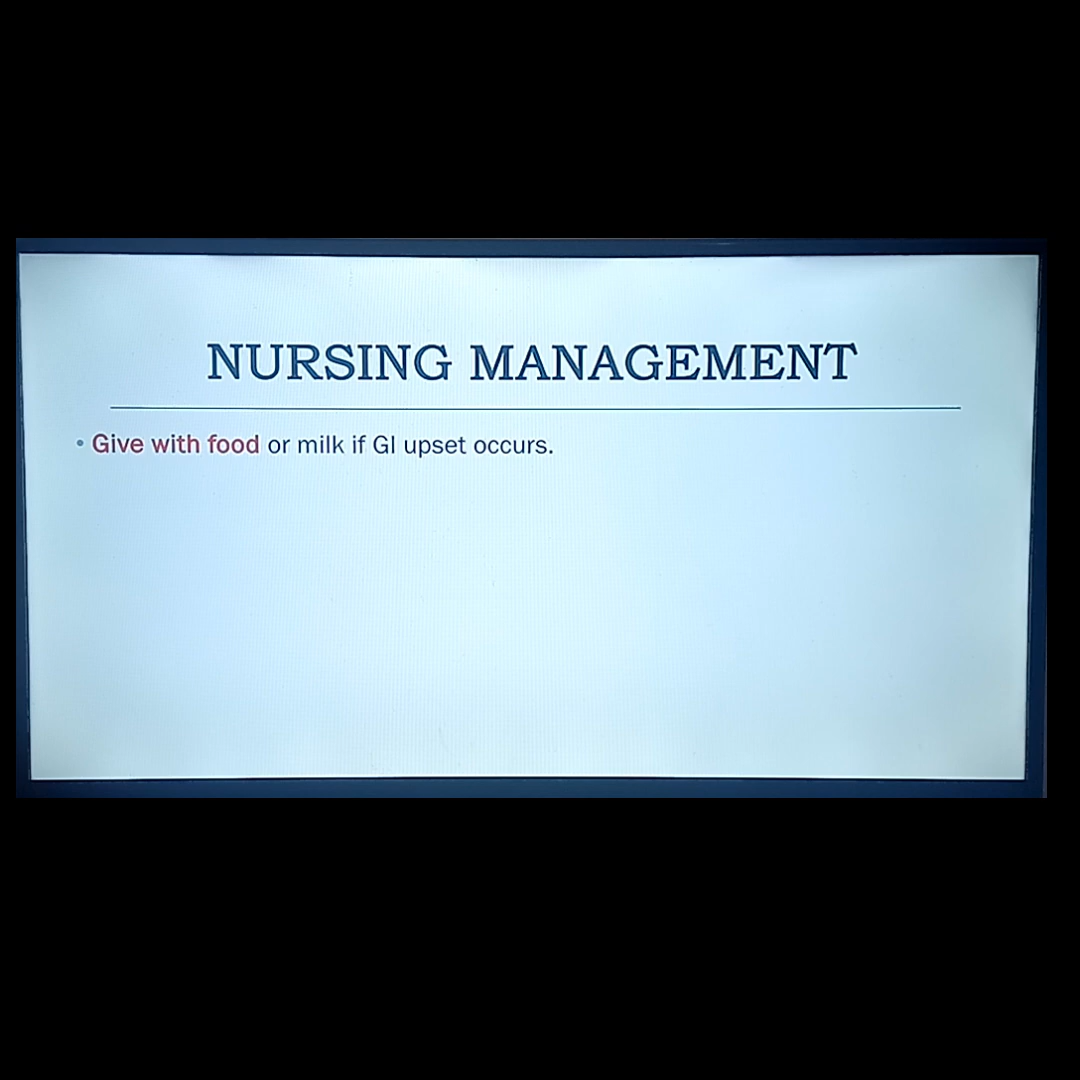 NURSING MANAGEMENT
• Give with food or milk if GI upset occurs.